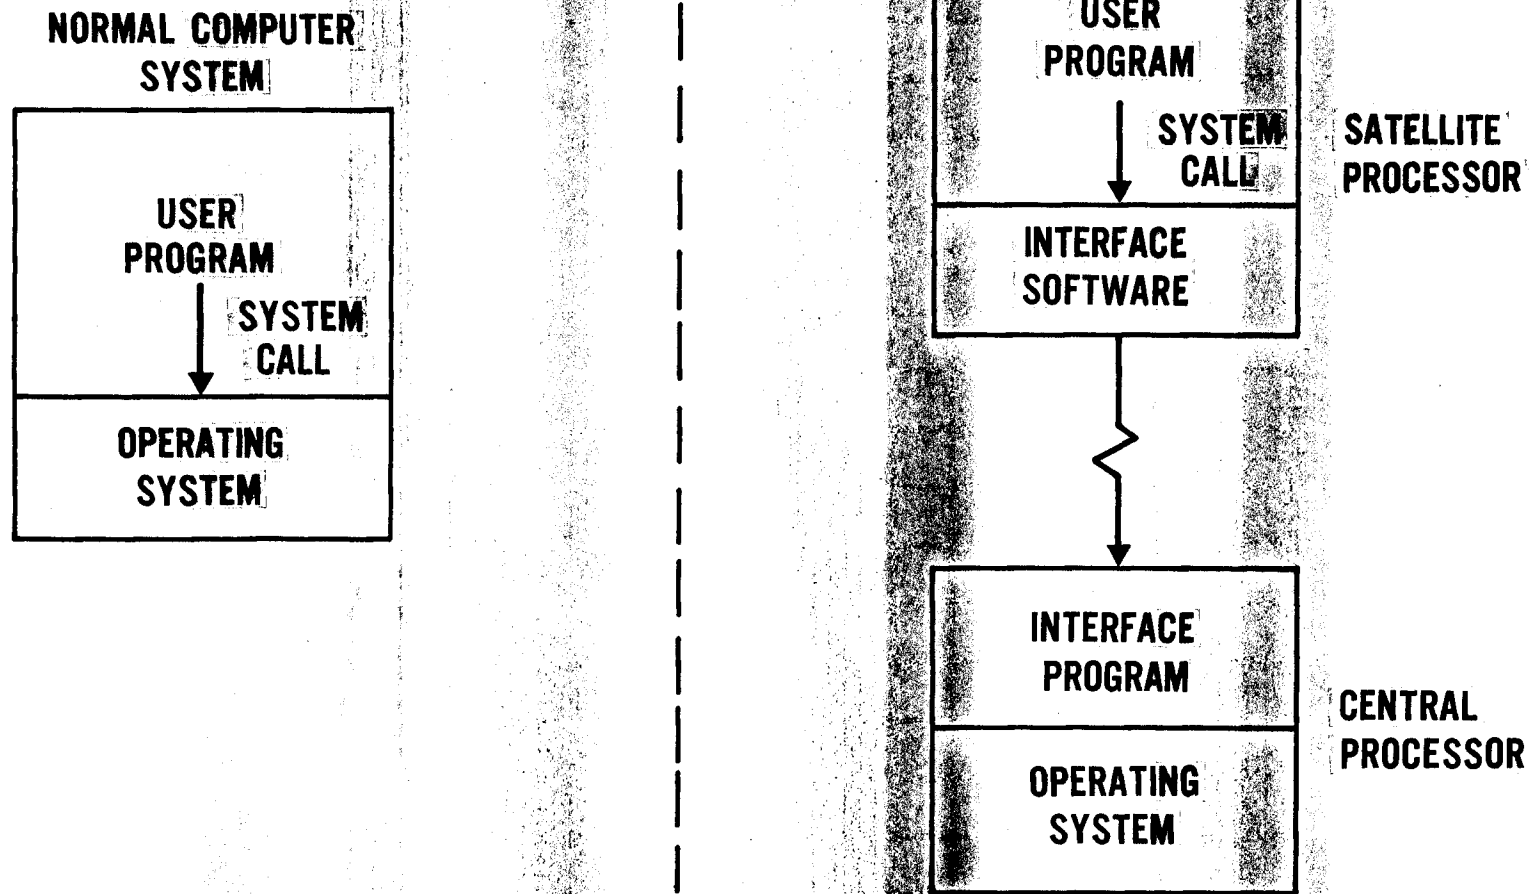 NORMAL COMPUTER
SYSTEM
USER
PROGRAM
SYSTEM
CALL
OPERATING
SYSTEM
USER
PROGRAM
SYSTEM
CALL
SATELLITE
PROCESSOR
INTERFACE
SOFTWARE
INTERFACE
PROGRAM
CENTRAL
PROCESSOR
OPERATING
SYSTEM